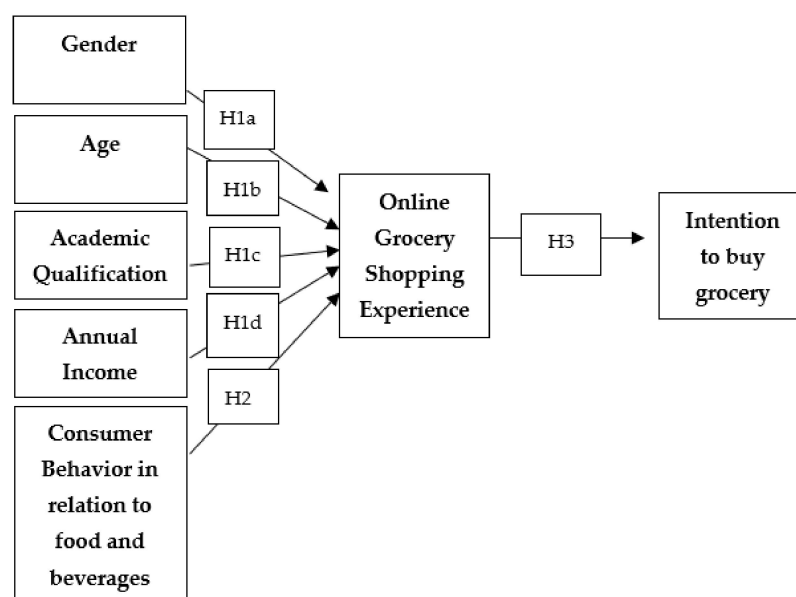 Gender
H1a
Age
H1b
Academic
Qualification
H1c
Annual
Income
H1d
Consumer
Behavior in
relation to
food and
beverages
H2
Online
Grocery
Shopping
Experience
H3
Intention
to buy
grocery